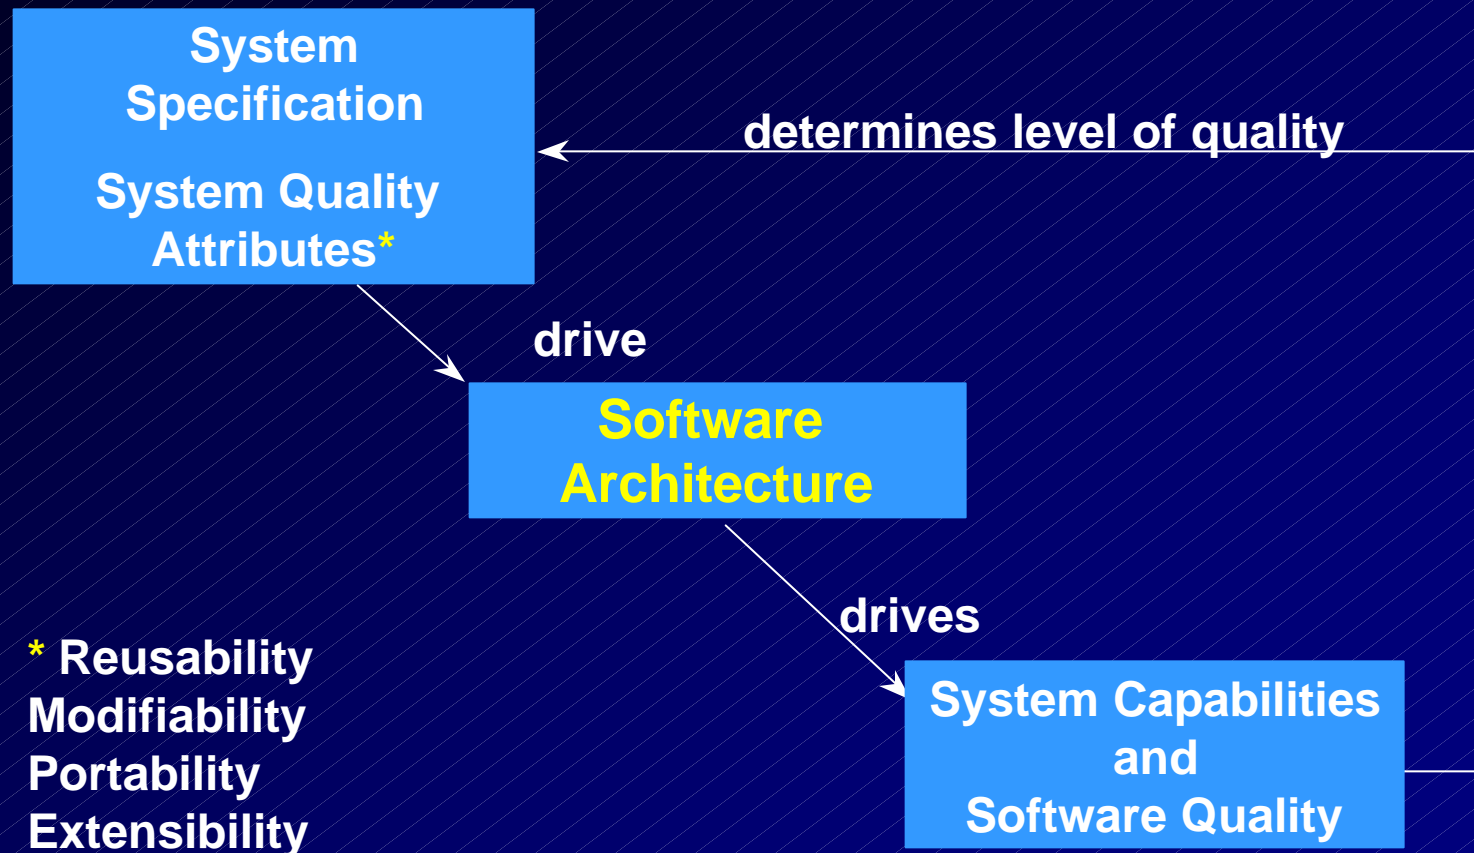 System
Specification
System Quality
Attributes*
determines level of quality
drive
Software
Architecture
drives
System Capabilities
and
Software Quality
* Reusability
Modifiability
Portability
Extensibility